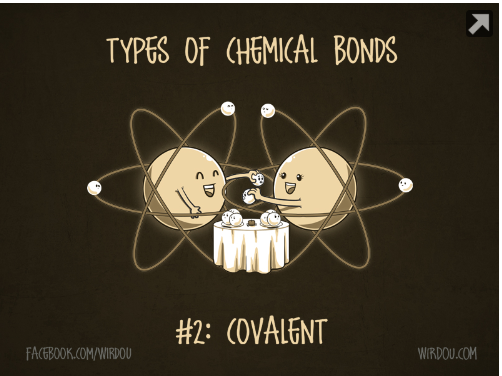 TYPES OF CHEMICAL BONDS
#2: COVALENT
FACEBOOK.COM/WIRDOU
WIRDOU.COM